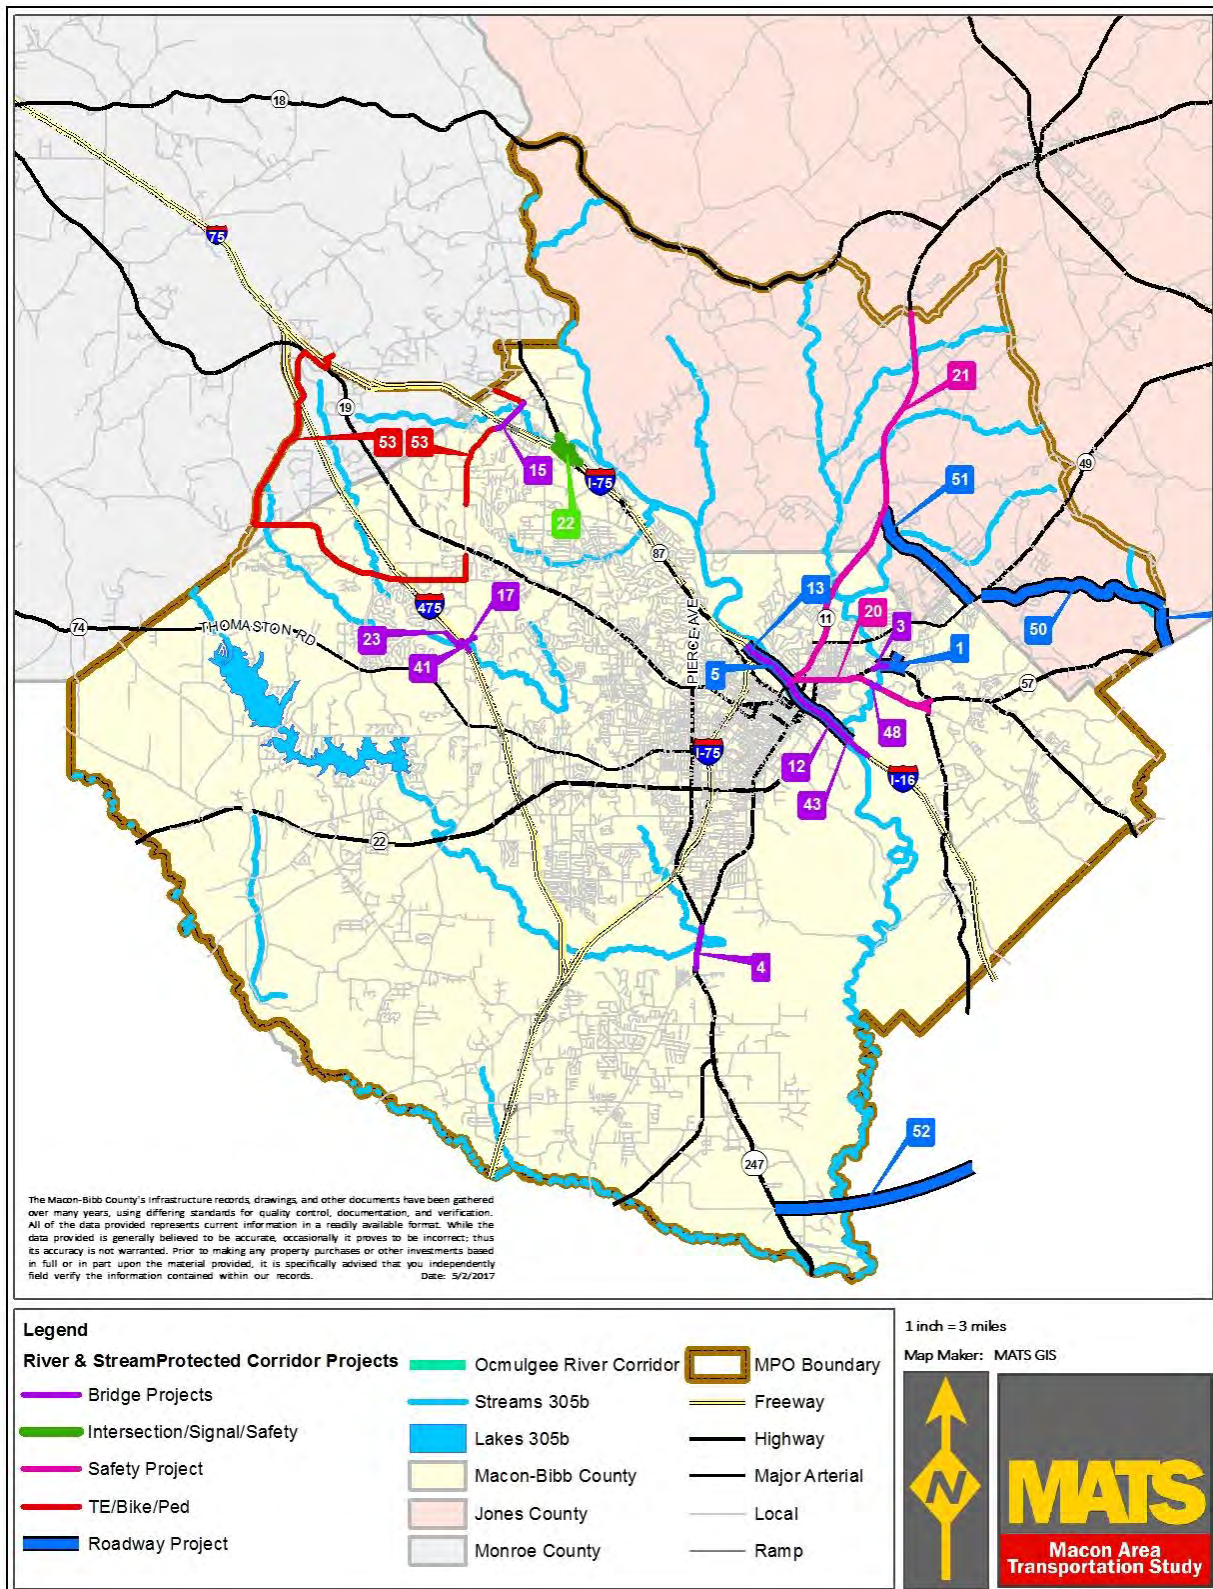 18
75
19
53
53
15
22
I-75
21
49
51
87
13
11
20
3
1
50
17
475
23
41
74
THOMASTON RD
PIERCE AVE
5
57
48
12
43
I-75
I-16
22
4
52
247
The Macon-Bibb County's infrastructure records, drawings, and other documents have been gathered
over many years, using differing standards for quality control, documentation, and verification.
All of the data provided represents current information in a readily available format. While the
data provided is generally believed to be accurate, occasionally it proves to be incorrect; thus
its accuracy is not warranted. Prior to making any property purchases or other investments based
in full or in part upon the material provided, it is specifically advised that you independently
field verify the information contained within our records. Date: 5/2/2017
Legend
River & StreamProtected Corridor Projects
Bridge Projects
Intersection/Signal/Safety
Safety Project
TE/Bike/Ped
Roadway Project
Ocmulgee River Corridor
Streams 305b
Lakes 305b
Macon-Bibb County
Jones County
Monroe County
MPO Boundary
Freeway
Highway
Major Arterial
Local
Ramp
1 inch = 3 miles
Map Maker: MATS GIS
N
MATS
Macon Area
Transportation Study